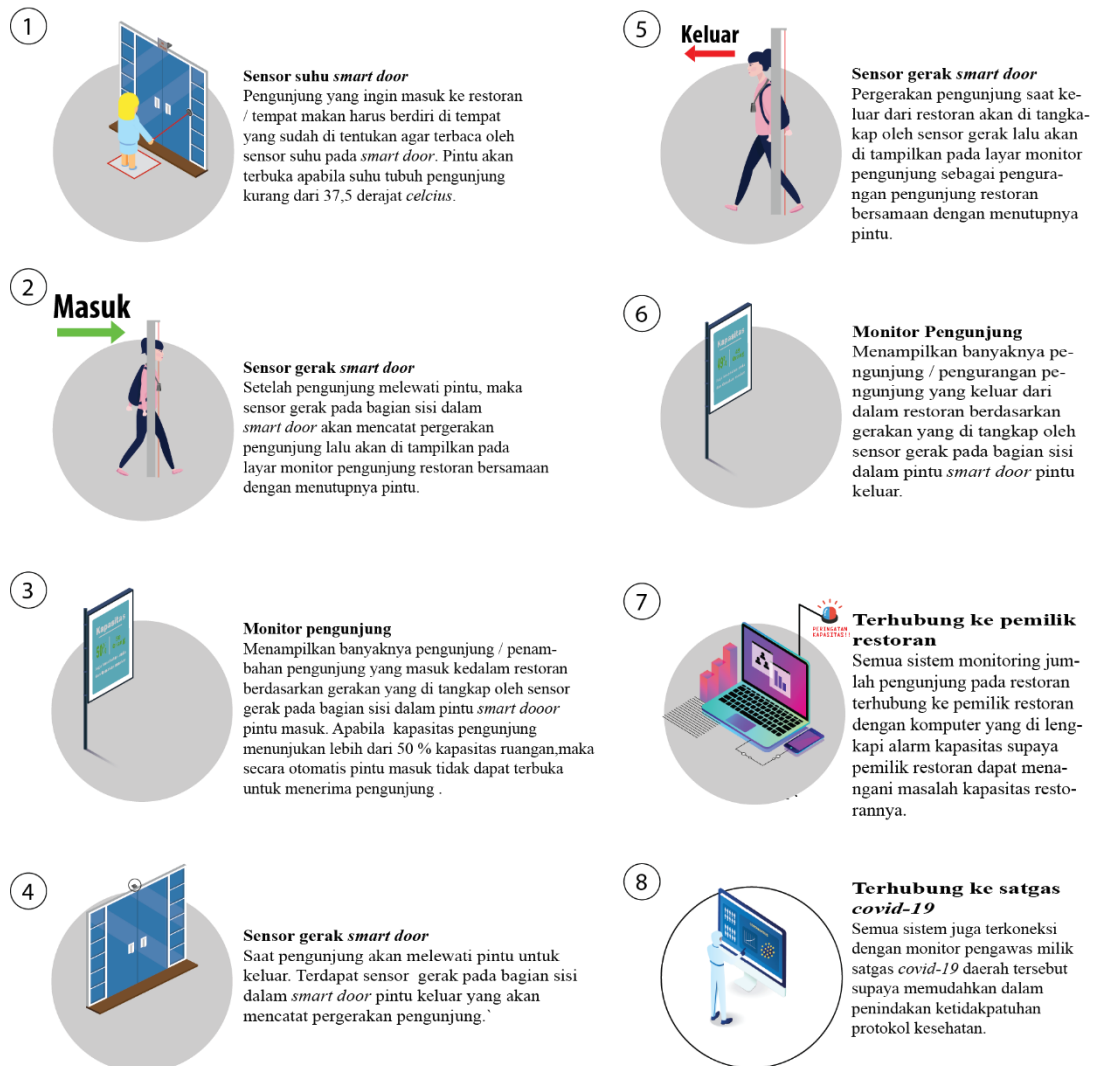 1
Sensor suhu smart door
Pengunjung yang ingin masuk ke restoran
/ tempat makan harus berdiri di tempat
yang sudah di tentukan agar terbaca oleh
sensor suhu pada smart door. Pintu akan
terbuka apabila suhu tubuh pengunjung
kurang dari 37,5 derajat celcius.
2
Masuk
Sensor gerak smart door
Setelah pengunjung melewati pintu, maka
sensor gerak pada bagian sisi dalam
smart door akan mencatat pergerakan
pengunjung lalu akan di tampilkan pada
layar monitor pengunjung restoran bersamaan
dengan menutupnya pintu.
3
Kapasitas
50%
Monitor pengunjung
Menampilkan banyaknya pengunjung / penam-
bahan pengunjung yang masuk kedalam restoran
berdasarkan gerakan yang di tangkap oleh sensor
gerak pada bagian sisi dalam pintu smart dooor
pintu masuk. Apabila kapasitas pengunjung
menunjukan lebih dari 50 % kapasitas ruangan,maka
secara otomatis pintu masuk tidak dapat terbuka
untuk menerima pengunjung .
4
Sensor gerak smart door
Saat pengunjung akan melewati pintu untuk
keluar. Terdapat sensor gerak pada bagian sisi
dalam smart door pintu keluar yang akan
mencatat pergerakan pengunjung.`
5
Keluar
Sensor gerak smart door
Pergerakan pengunjung saat ke-
luar dari restoran akan di tangka-
kap oleh sensor gerak lalu akan
di tampilkan pada layar monitor
pengunjung sebagai pengura-
ngan pengunjung restoran
bersamaan dengan menutupnya
pintu.
6
Kapasitas
Monitor Pengunjung
Menampilkan banyaknya pe-
ngunjung / pengurangan pe-
ngunjung yang keluar dari
dalam restoran berdasarkan
gerakan yang di tangkap oleh
sensor gerak pada bagian sisi
dalam pintu smart door pintu
keluar.
7
PERINGATAN
KAPASITAS!!
Terhubung ke pemilik
restoran
Semua sistem monitoring jum-
lah pengunjung pada restoran
terhubung ke pemilik restoran
dengan komputer yang di leng-
kapi alarm kapasitas supaya
pemilik restoran dapat mena-
ngani masalah kapasitas resto-
rannya.
8
Terhubung ke satgas
covid-19
Semua sistem juga terkoneksi
dengan monitor pengawas milik
satgas covid-19 daerah tersebut
supaya memudahkan dalam
penindakan ketidakpatuhan
protokol kesehatan.